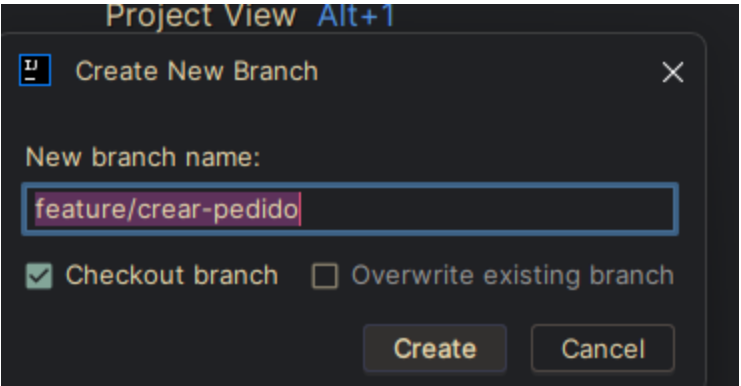 Project View Alt+1
IJ
Create New Branch
New branch name:
feature/crear-pedido
Checkout branch
Overwrite existing branch
Create
Cancel